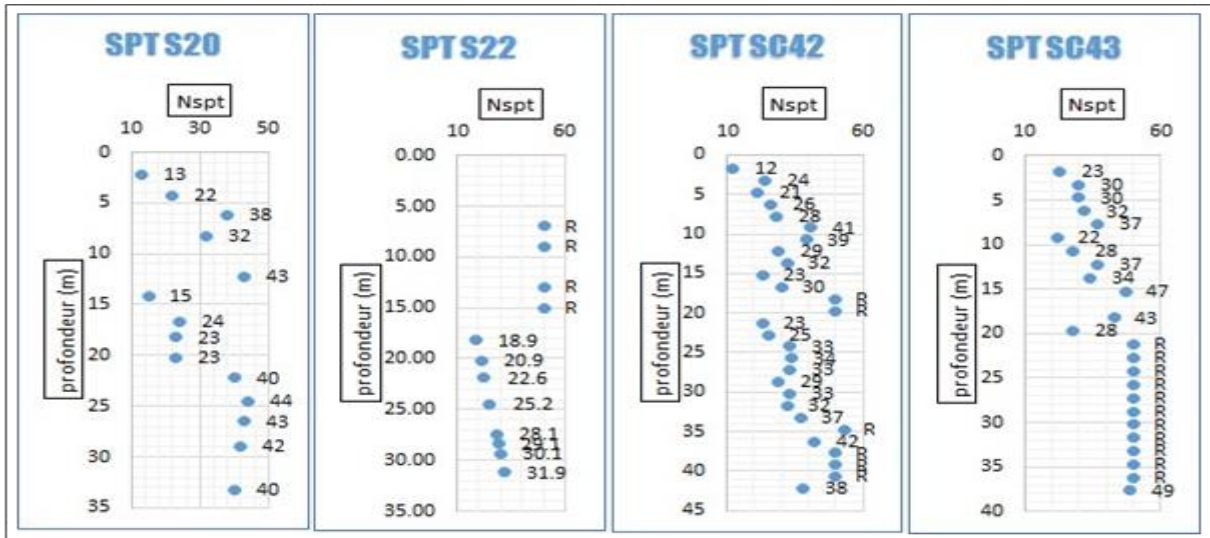 SPT S20
Nspt
10 30 50
0
5
10
15
20
25
30
35
profondeur (m)
13
22
38
32
43
15
24
23
23
40
44
43
42
40
SPT S22
Nspt
10 60
0.00
5.00
10.00
15.00
20.00
25.00
30.00
35.00
profondeur (m)
R
R
R
R
18.9
20.9
22.6
25.2
28.1
29.1
30.1
31.9
SPT SC42
Nspt
10 60
0
5
10
15
20
25
30
35
40
45
profondeur (m)
12
24
21
26
28
41
39
29
32
23
30
R
R
23
25
33
34
33
29
33
32
37
R
42
R
R
R
38
SPT SC43
Nspt
10 60
0
5
10
15
20
25
30
35
40
profondeur (m)
23
30
30
32
37
22
28
37
34
47
43
28
R
R
R
R
R
R
R
R
R
R
R
49